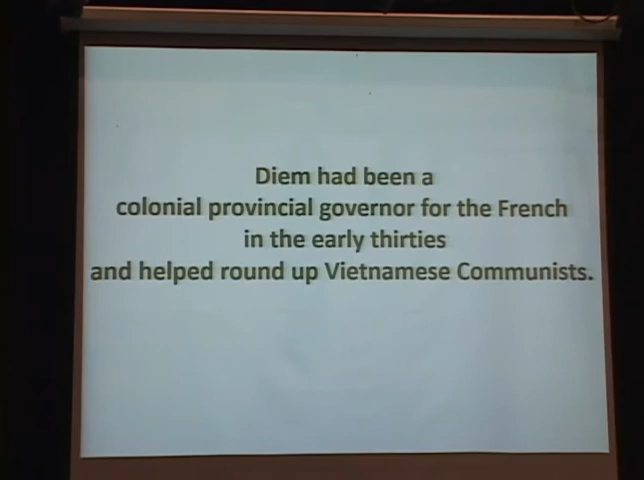 Diem had been a
colonial provincial governor for the French
in the early thirties
and helped round up Vietnamese Communists.